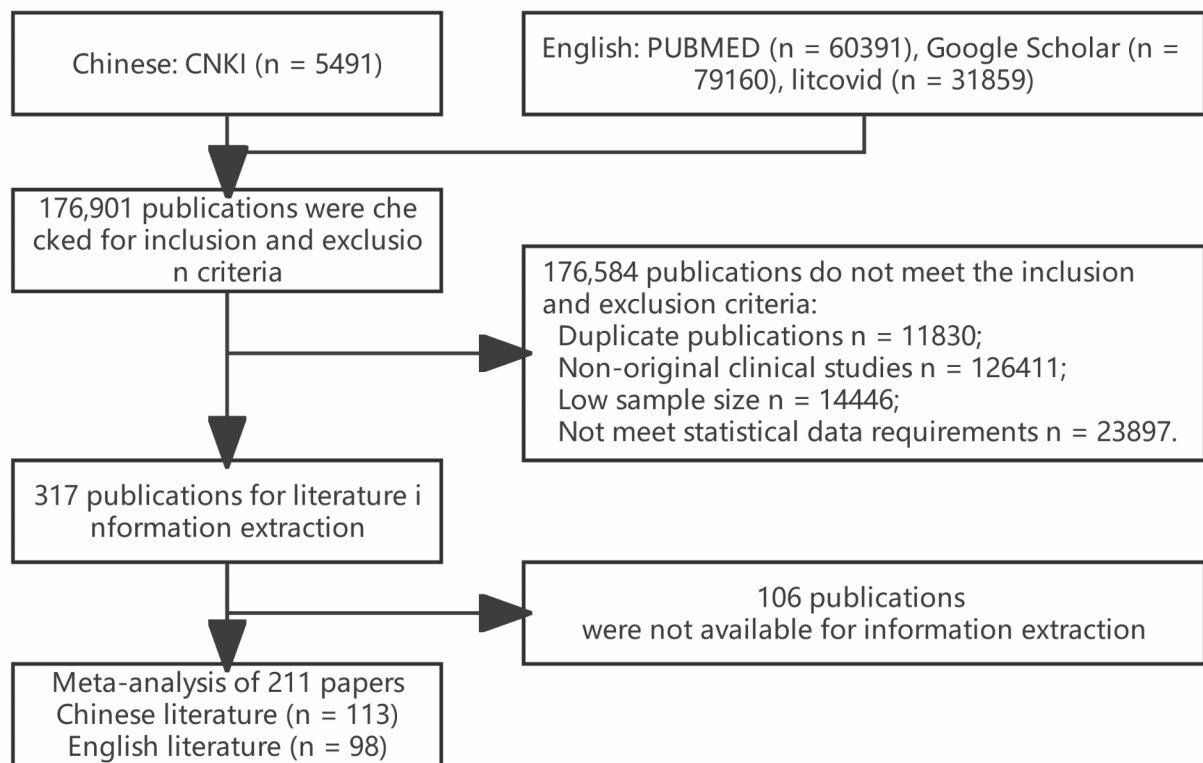 Chinese: CNKI (n = 5491)
English: PUBMED (n = 60391), Google Scholar (n =
79160), litcovid (n = 31859)
176,901 publications were che
cked for inclusion and exclusio
n criteria
176,584 publications do not meet the inclusion
and exclusion criteria:
Duplicate publications n = 11830;
Non-original clinical studies n = 126411;
Low sample size n = 14446;
Not meet statistical data requirements n = 23897.
317 publications for literature i
nformation extraction
106 publications
were not available for information extraction
Meta-analysis of 211 papers
Chinese literature (n = 113)
English literature (n = 98)